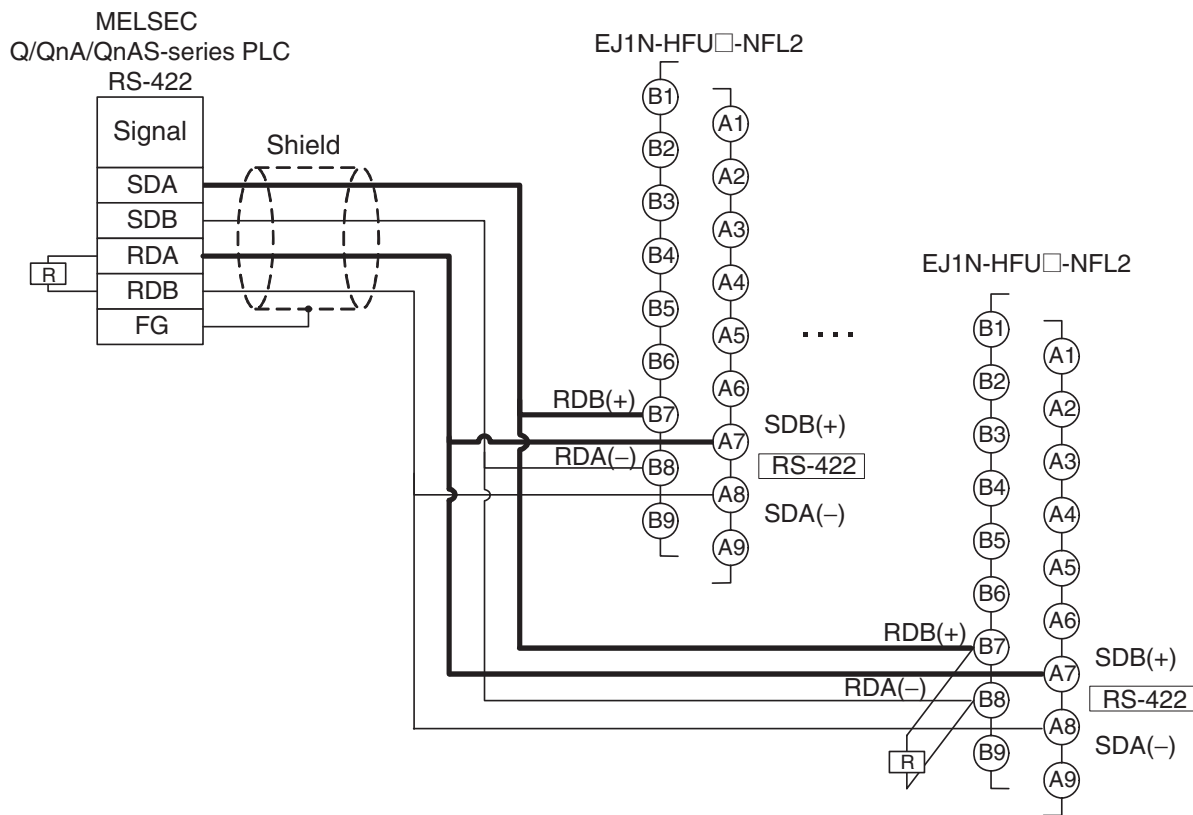 MELSEC
Q/QnA/QnAS-series PLC
RS-422
Signal
SDA
SDB
RDA
RDB
FG
R
Shield
EJ1N-HFU□-NFL2
B1
B2
B3
B4
B5
B6
B7
B8
B9
A1
A2
A3
A4
A5
A6
A7
A8
A9
RDB(+)
RDA(−)
SDB(+)
RS-422
SDA(−)
....
EJ1N-HFU□-NFL2
B1
B2
B3
B4
B5
B6
B7
B8
B9
A1
A2
A3
A4
A5
A6
A7
A8
A9
RDB(+)
RDA(−)
SDB(+)
RS-422
SDA(−)
R